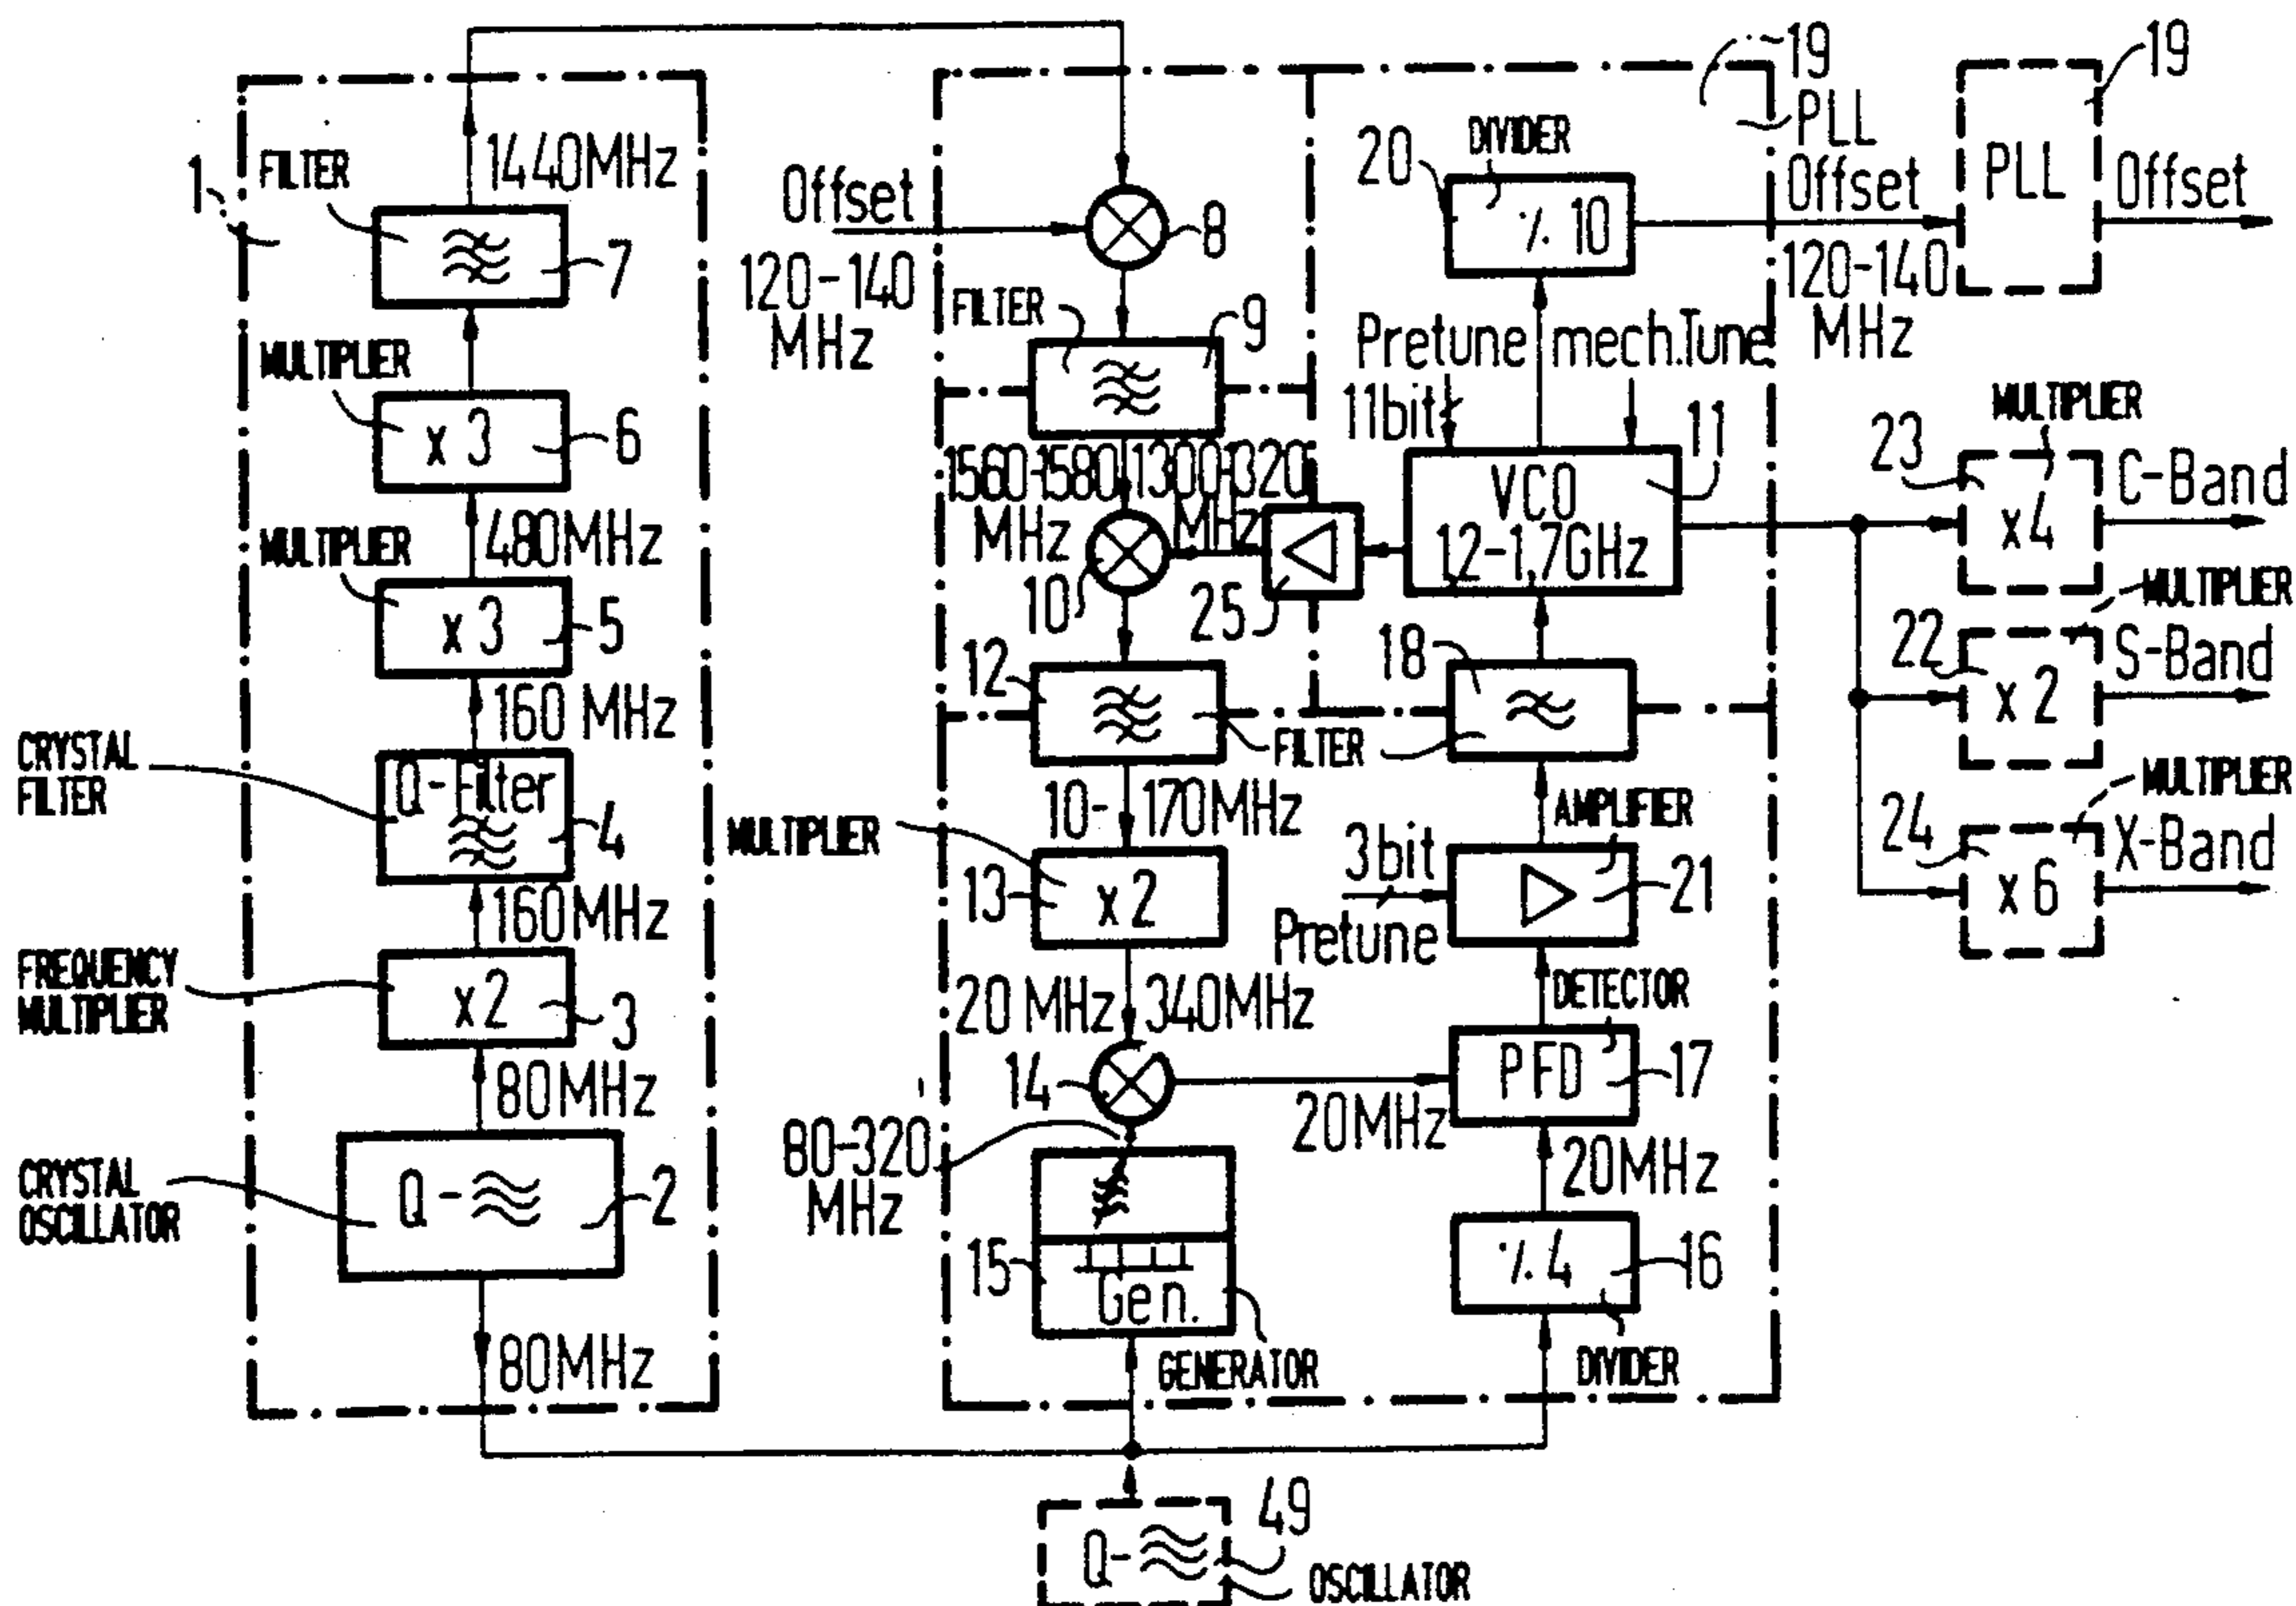 1
FILTER
1440MHz
7
MULTIPLIER
x 3
6
480MHz
MULTIPLIER
x 3
5
160 MHz
CRYSTAL
FILTER
Q-Filter
4
160MHz
FREQUENCY
MULTIPLIER
x2
3
80MHz
CRYSTAL
OSCILLATOR
Q-
2
80MHz
Offset
120-140
MHz
8
FILTER
9
1560-1580
MHz
1300-1320
MHz
10
25
12
FILTER
10-
170MHz
MULTIPLIER
13
x2
20 MHz
340MHz
14
80-320
MHz
20MHz
15
Gen.
GENERATOR
49
Q-
OSCILLATOR
19
PLL
20
DIVIDER
٪ 10
Offset
120-140
MHz
Pretune
11bit
mech.Tune
11
VCO
1,2-1,7GHz
18
AMPLIFIER
3bit
Pretune
21
DETECTOR
PFD
17
20MHz
٪ 4
16
DIVIDER
19
PLL
Offset
23
MULTIPLIER
x4
C-Band
22
MULTIPLIER
x 2
S-Band
24
MULTIPLIER
x 6
X-Band